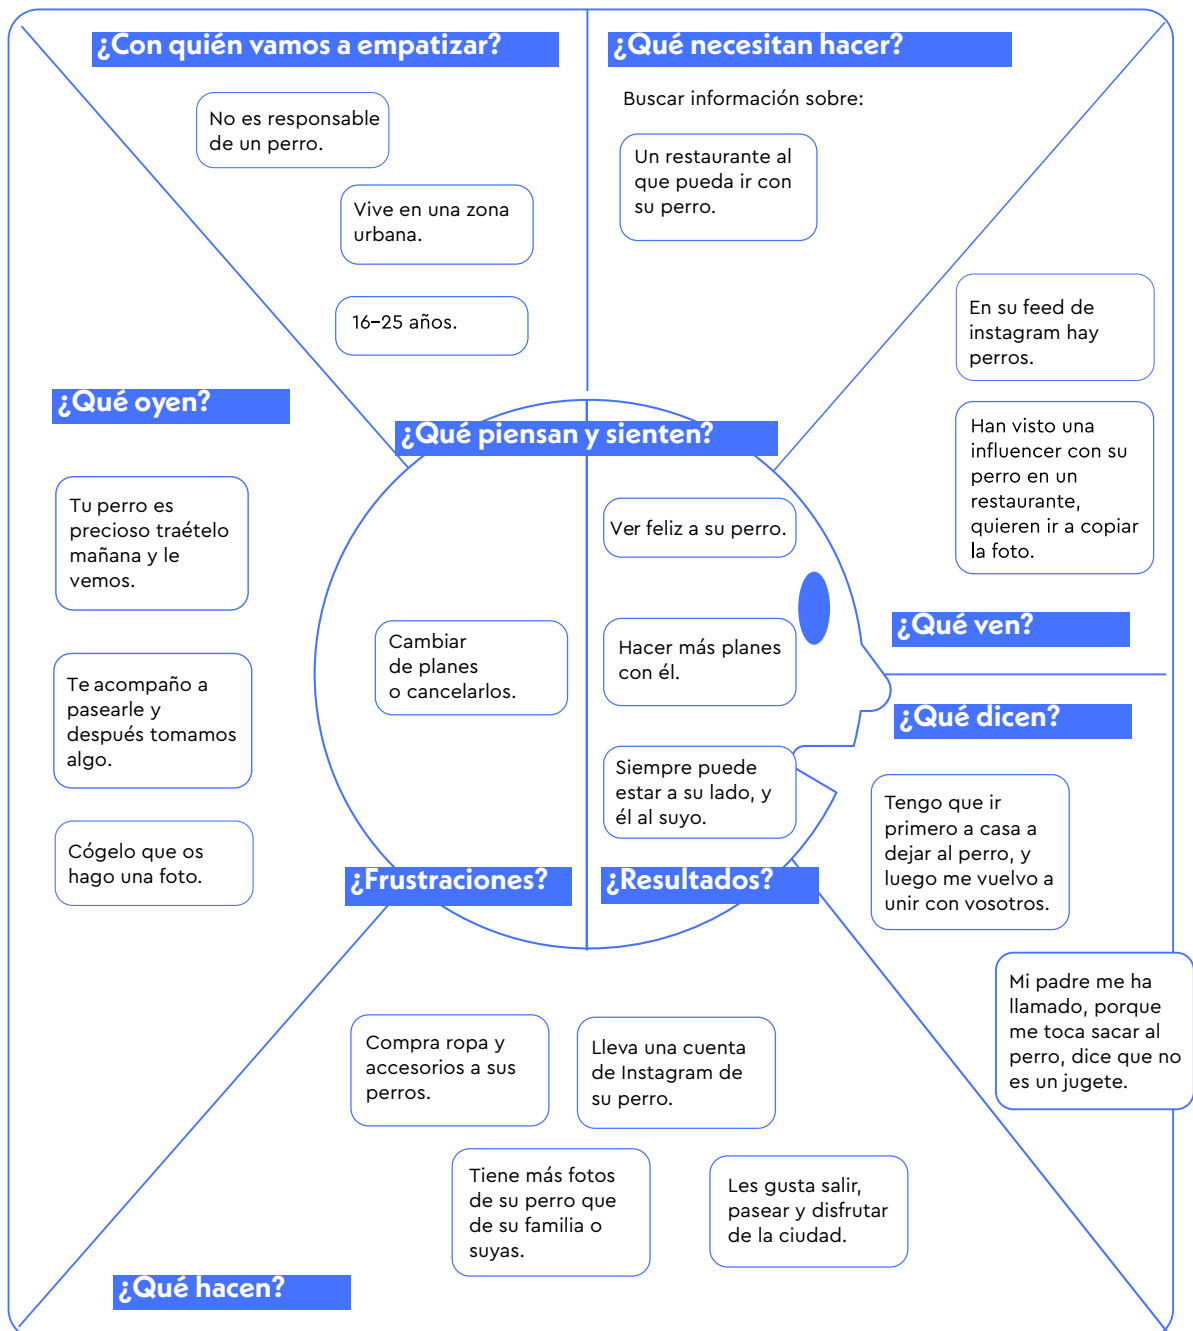 ¿Con quién vamos a empatizar?
No es responsable
de un perro.
Vive en una zona
urbana.
16–25 años.
¿Qué necesitan hacer?
Buscar información sobre:
Un restaurante al
que pueda ir con
su perro.
En su feed de
instagram hay
perros.
Han visto una
influencer con su
perro en un
restaurante,
quieren ir a copiar
la foto.
¿Qué ven?
¿Qué oyen?
Tu perro es
precioso traételo
mañana y le
vemos.
Te acompaño a
pasearle y
después tomamos
algo.
Cógelo que os
hago una foto.
¿Qué piensan y sienten?
Cambiar
de planes
o cancelarlos.
¿Frustraciones?
Ver feliz a su perro.
Hacer más planes
con él.
Siempre puede
estar a su lado, y
él al suyo.
¿Resultados?
¿Qué dicen?
Tengo que ir
primero a casa a
dejar al perro, y
luego me vuelvo a
unir con vosotros.
Mi padre me ha
llamado, porque
me toca sacar al
perro, dice que no
es un jugete.
Compra ropa y
accesorios a sus
perros.
Lleva una cuenta
de Instagram de
su perro.
Tiene más fotos
de su perro que
de su familia o
suyas.
Les gusta salir,
pasear y disfrutar
de la ciudad.
¿Qué hacen?